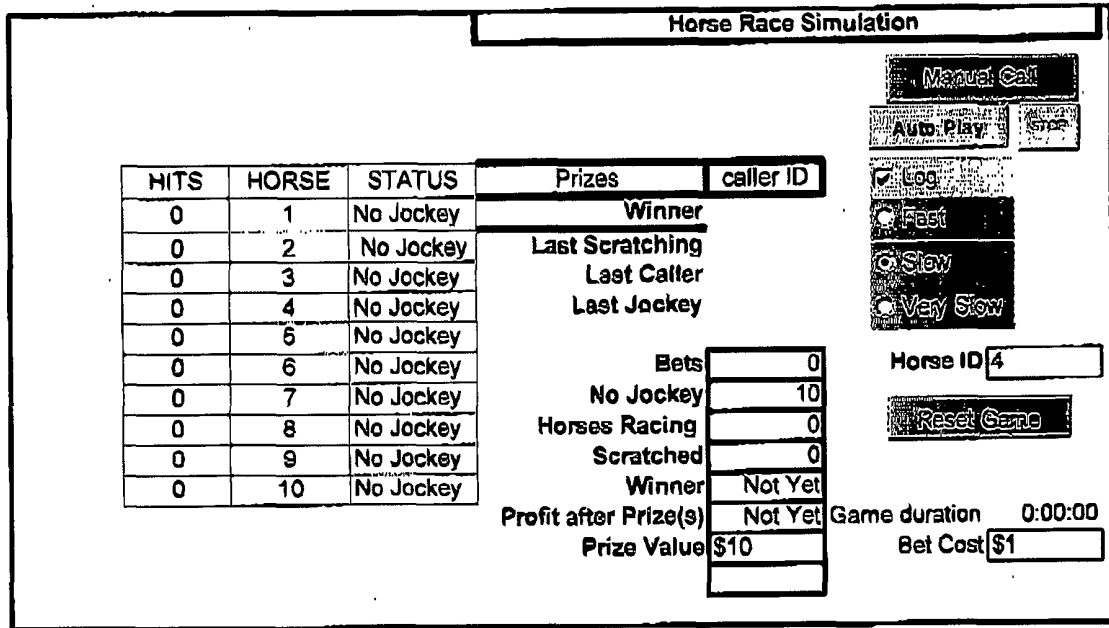 Horse Race Simulation
Manual Call
Auto Play STOP
HITS HORSE STATUS Prizes caller ID
Log
0 1 No Jockey Winner
Fast
0 2 No Jockey Last Scratching
Slow
0 3 No Jockey Last Caller
0 4 No Jockey Last Jockey
Very Slow
0 5 No Jockey
0 6 No Jockey Bets 0 Horse ID 4
0 7 No Jockey No Jockey 10
0 8 No Jockey Horses Racing 0 Reset Game
0 9 No Jockey Scratched 0
0 10 No Jockey Winner Not Yet
Profit after Prize(s) Not Yet Game duration 0:00:00
Prize Value $10 Bet Cost $1